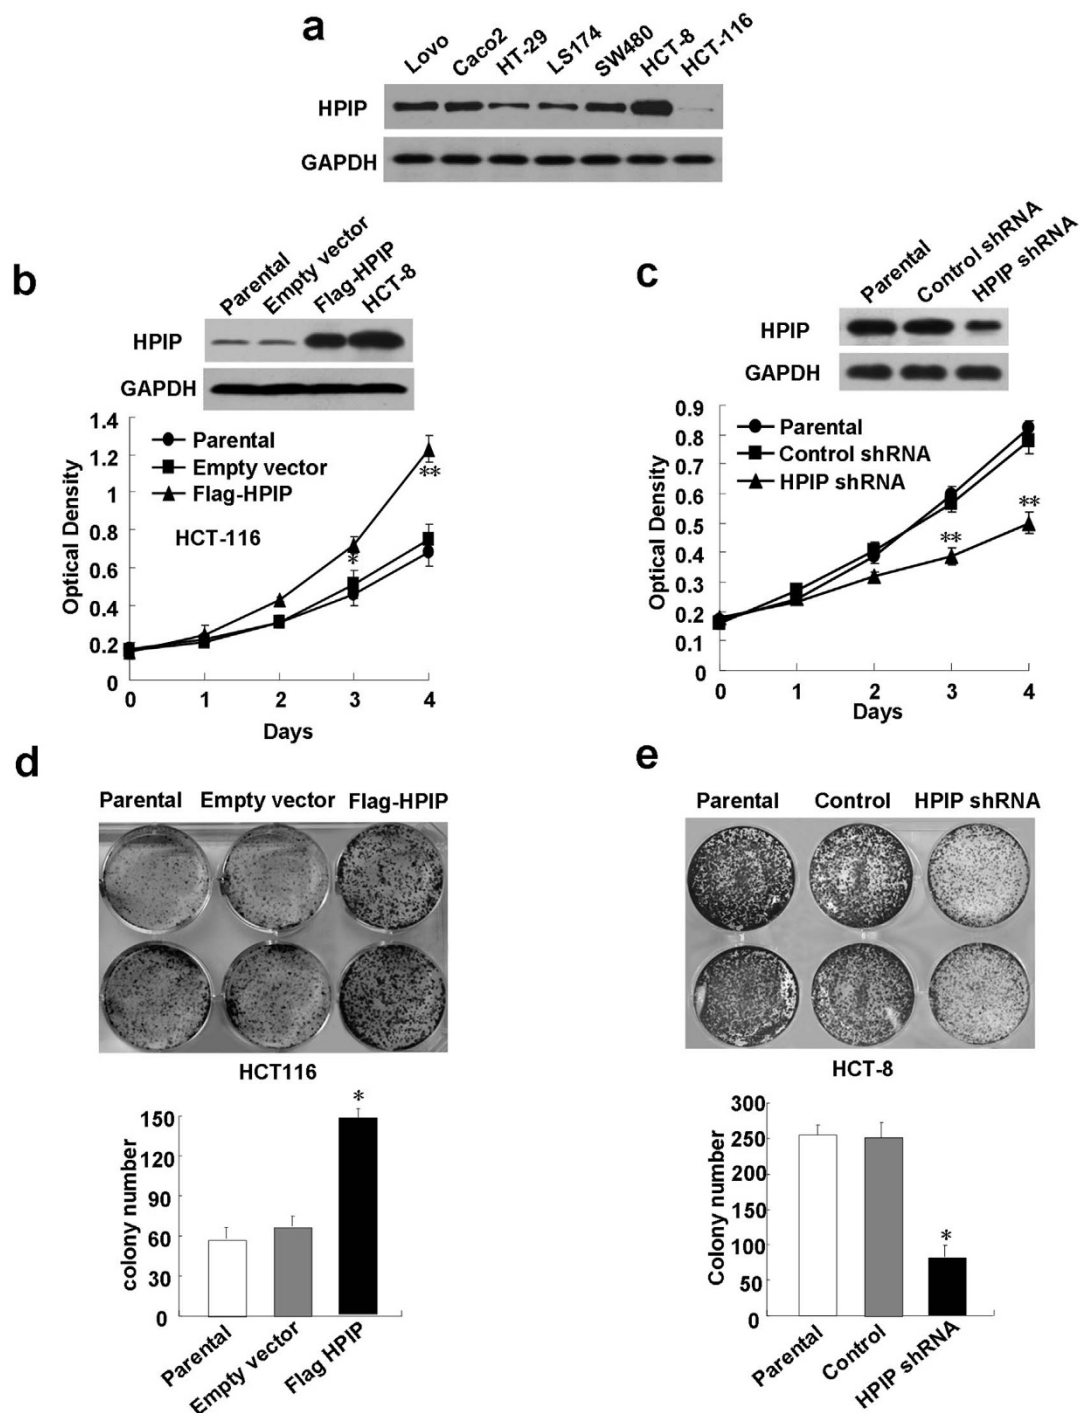 a
Lovo Caco2 HT-29 LS174 SW480 HCT-8 HCT-116
HPIP
GAPDH
b
Parental Empty vector Flag-HPIP HCT-8
HPIP
GAPDH
1.4
1.2
1
0.8
0.6
0.4
0.2
0
Optical Density
Parental
Empty vector
Flag-HPIP
HCT-116
*
**
0 1 2 3 4
Days
c
Parental Control shRNA HPIP shRNA
HPIP
GAPDH
0.9
0.8
0.7
0.6
0.5
0.4
0.3
0.2
0.1
0
Optical Density
Parental
Control shRNA
HPIP shRNA
**
**
0 1 2 3 4
Days
d
Parental Empty vector Flag-HPIP
HCT116
150
120
90
60
30
0
colony number
*
Parental Empty vector Flag HPIP
e
Parental Control HPIP shRNA
HCT-8
300
250
200
150
100
50
0
Colony number
*
Parental Control HPIP shRNA